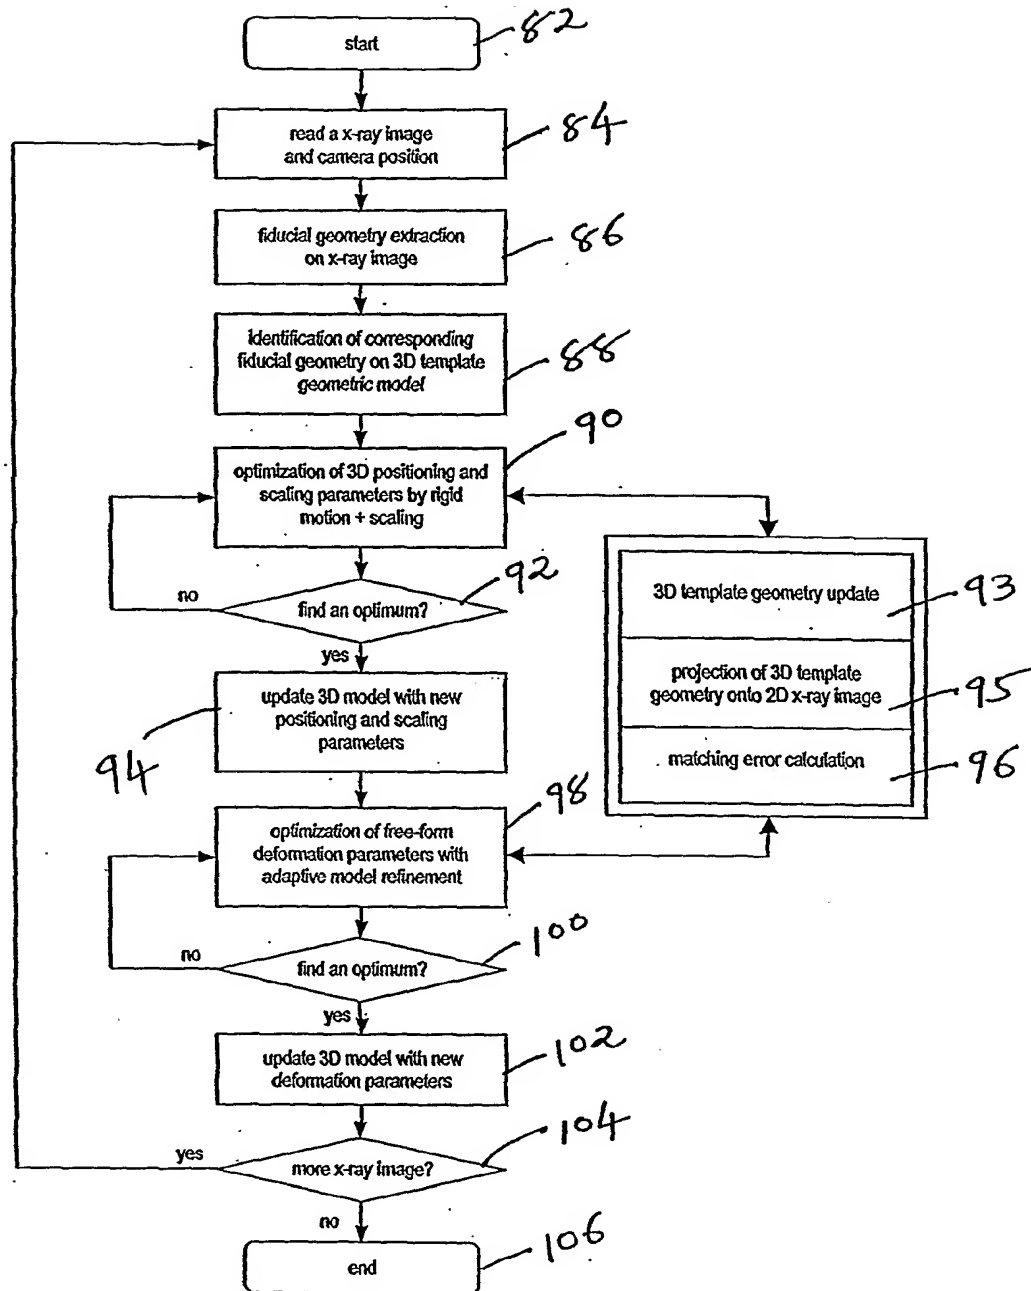 start
82
read a x-ray image
and camera position
84
fiducial geometry extraction
on x-ray image
86
identification of corresponding
fiducial geometry on 3D template
geometric model
88
optimization of 3D positioning and
scaling parameters by rigid
motion + scaling
90
find an optimum?
92
no
yes
3D template geometry update
93
projection of 3D template
geometry onto 2D x-ray image
95
matching error calculation
96
update 3D model with new
positioning and scaling
parameters
94
optimization of free-form
deformation parameters with
adaptive model refinement
98
find an optimum?
100
no
yes
update 3D model with new
deformation parameters
102
more x-ray image?
104
yes
no
end
106